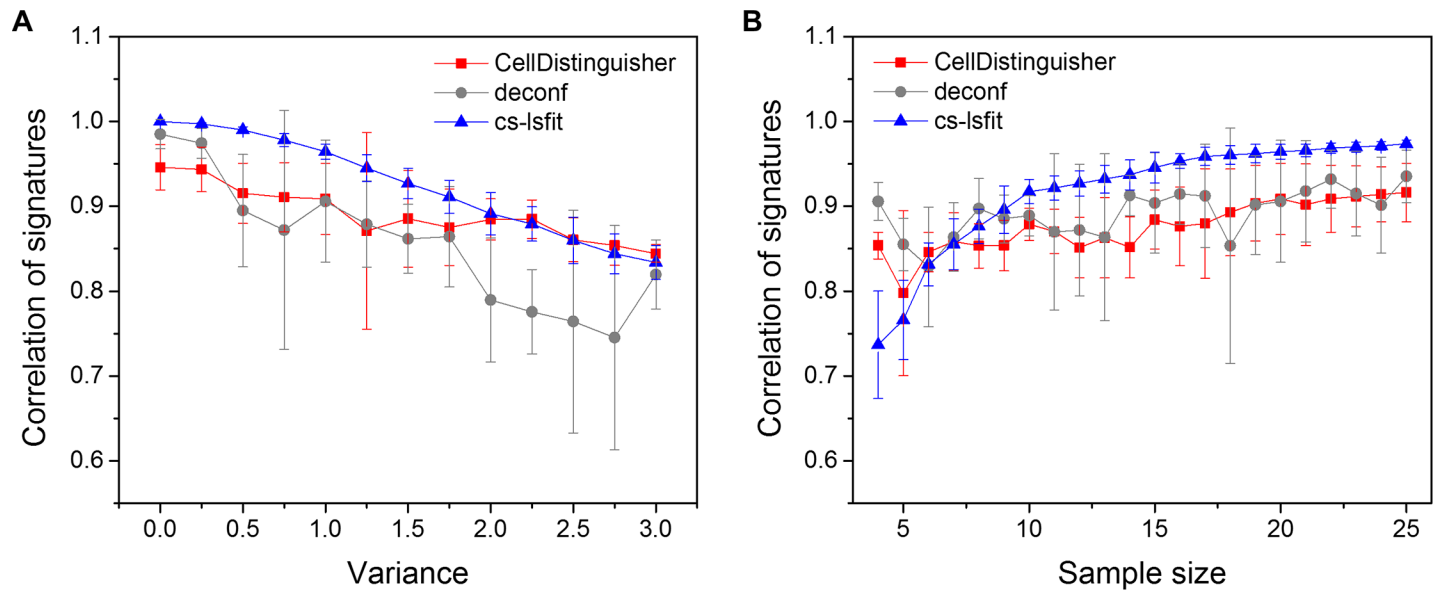 A
Correlation of signatures
1.1
1.0
0.9
0.8
0.7
0.6
CellDistinguisher
deconf
cs-lsfit
0.0 0.5 1.0 1.5 2.0 2.5 3.0
Variance
B
Correlation of signatures
1.1
1.0
0.9
0.8
0.7
0.6
CellDistinguisher
deconf
cs-lsfit
5 10 15 20 25
Sample size